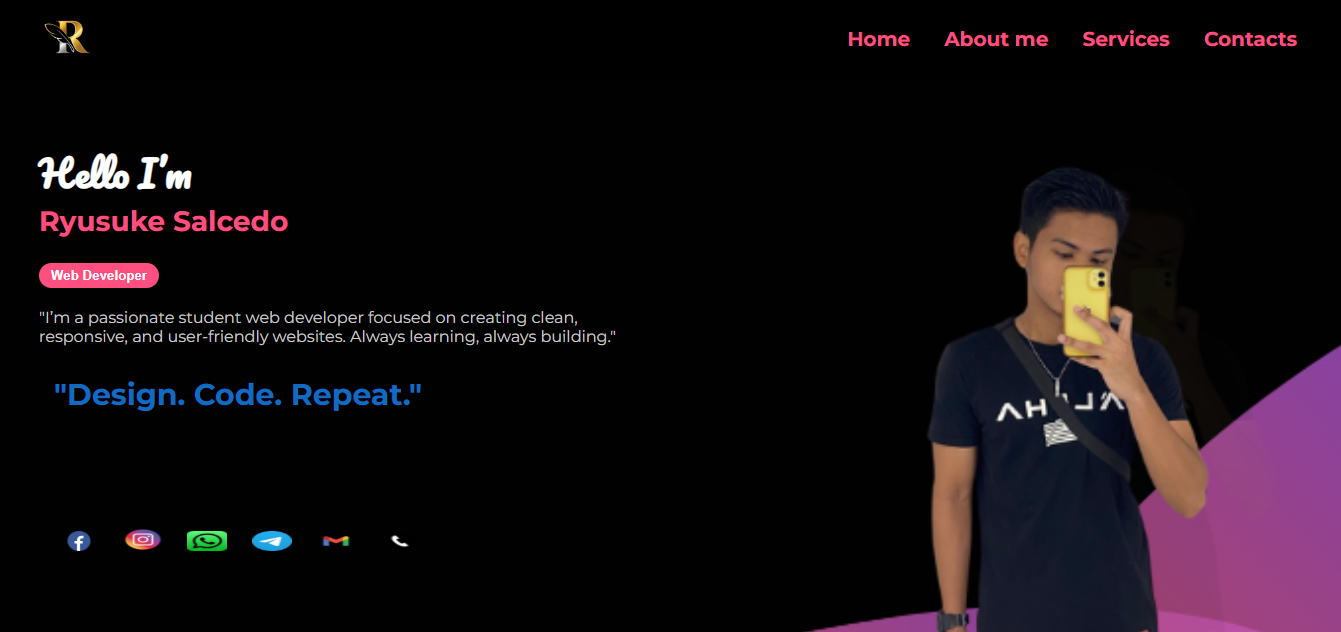 R
Home About me Services Contacts
Hello I'm
Ryusuke Salcedo
Web Developer
"I'm a passionate student web developer focused on creating clean,
responsive, and user-friendly websites. Always learning, always building."
"Design. Code. Repeat."